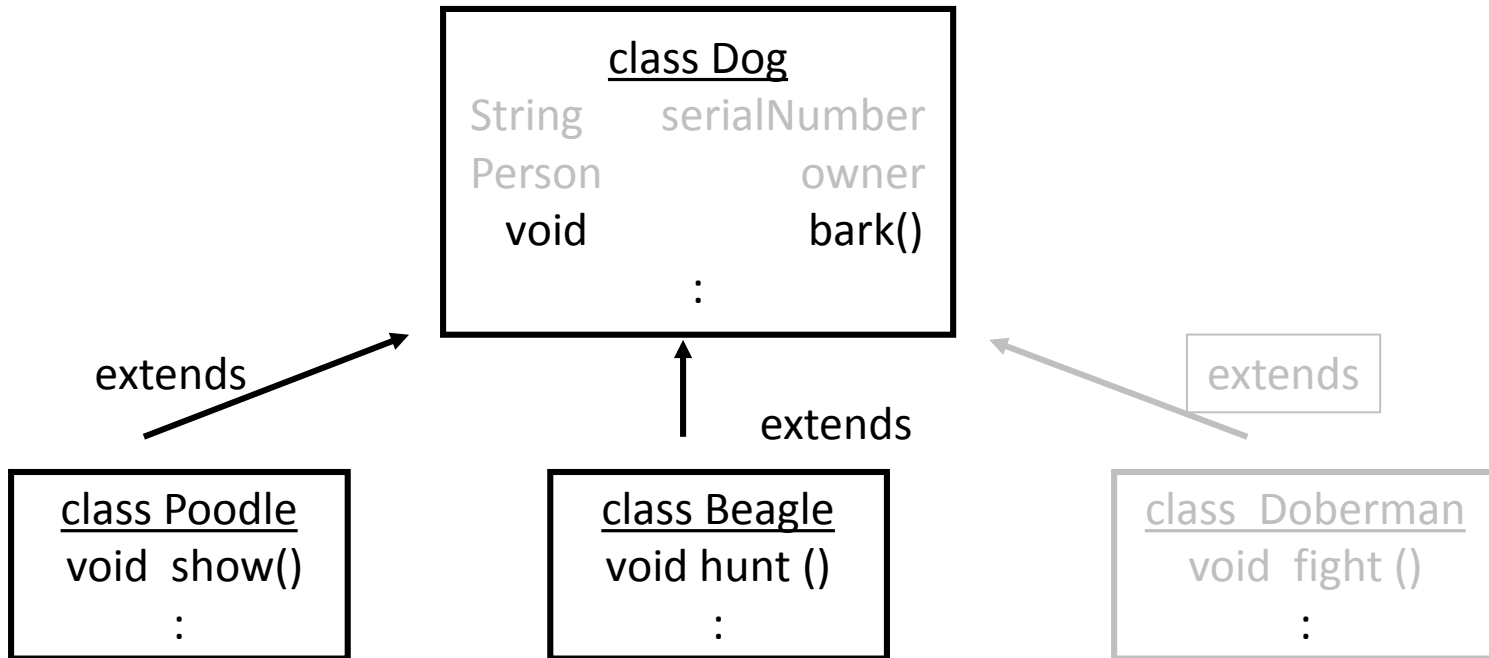 class Dog
String serialNumber
Person owner
void bark()
:
extends
extends
extends
class Poodle
void show()
:
class Beagle
void hunt ()
:
class Doberman
void fight ()
: